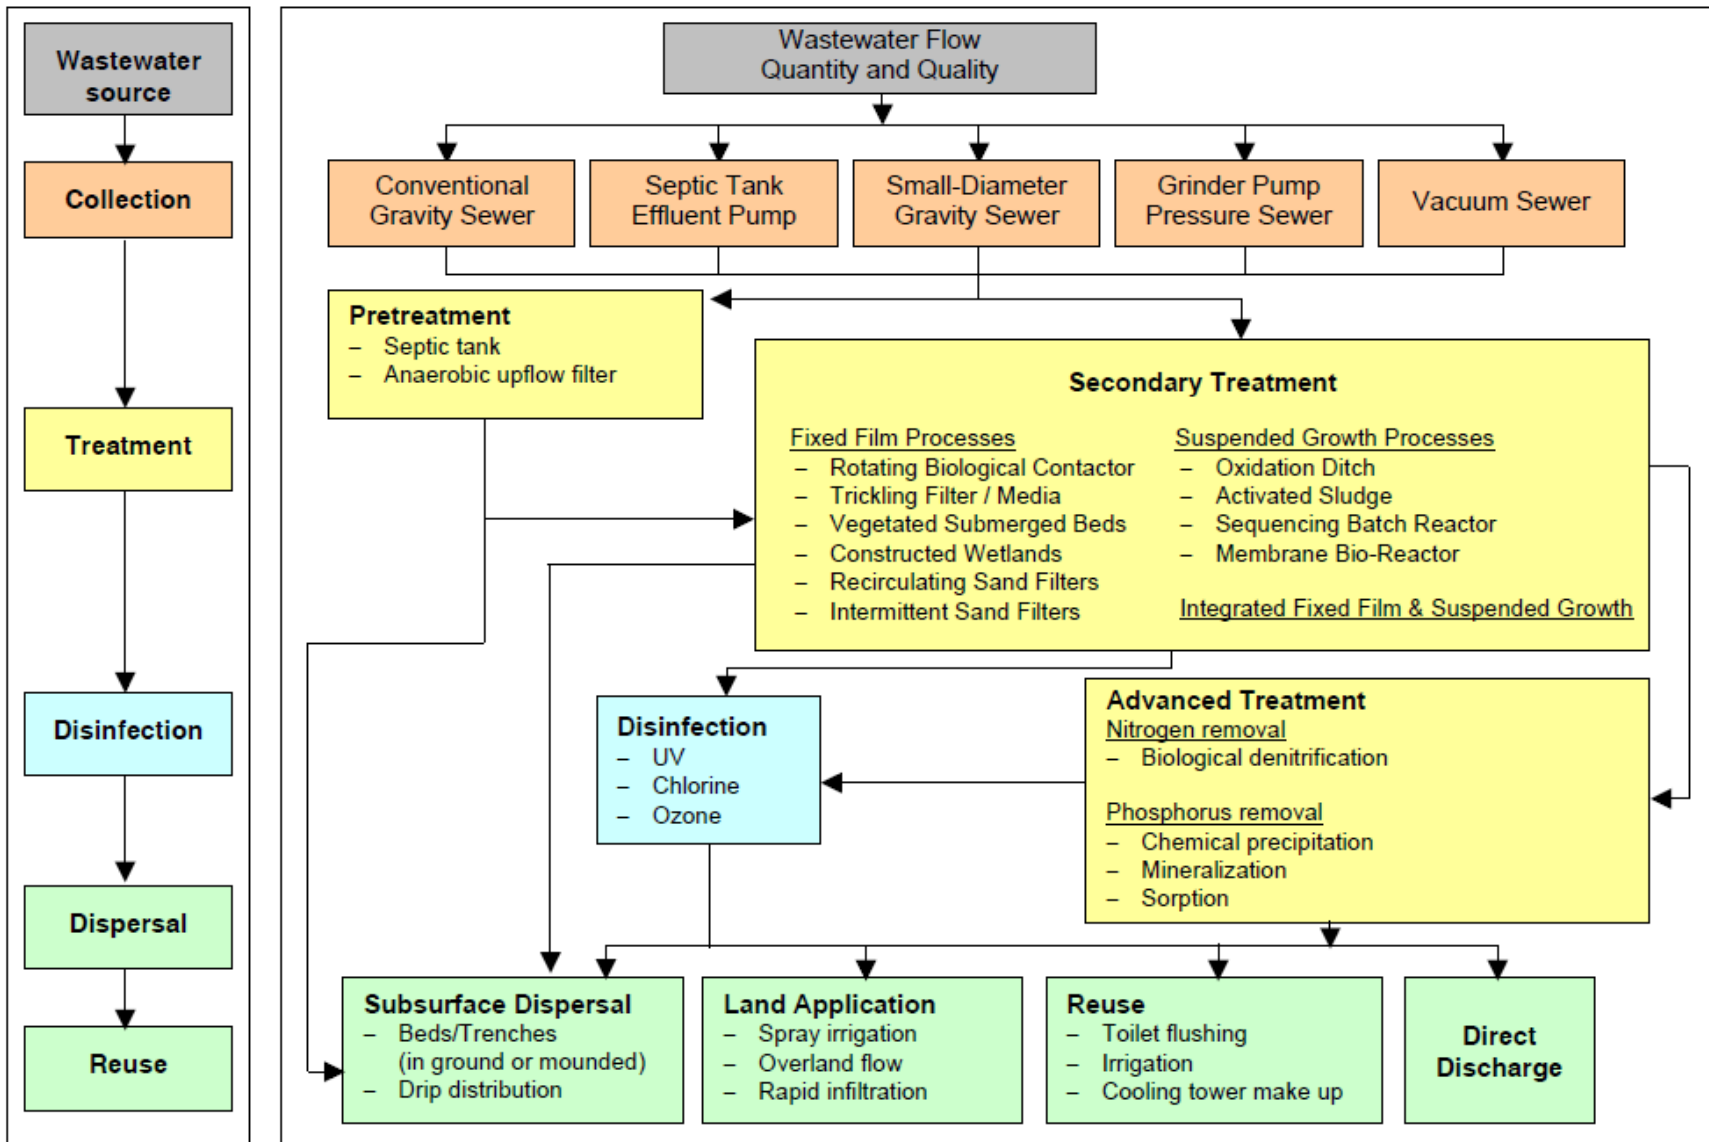 Wastewater
source
Collection
Treatment
Disinfection
Dispersal
Reuse
Wastewater Flow
Quantity and Quality
Conventional
Gravity Sewer
Septic Tank
Effluent Pump
Small-Diameter
Gravity Sewer
Grinder Pump
Pressure Sewer
Vacuum Sewer
Pretreatment
– Septic tank
– Anaerobic upflow filter
Secondary Treatment
Fixed Film Processes
– Rotating Biological Contactor
– Trickling Filter / Media
– Vegetated Submerged Beds
– Constructed Wetlands
– Recirculating Sand Filters
– Intermittent Sand Filters
Suspended Growth Processes
– Oxidation Ditch
– Activated Sludge
– Sequencing Batch Reactor
– Membrane Bio-Reactor
Integrated Fixed Film & Suspended Growth
Disinfection
– UV
– Chlorine
– Ozone
Advanced Treatment
Nitrogen removal
– Biological denitrification
Phosphorus removal
– Chemical precipitation
– Mineralization
– Sorption
Subsurface Dispersal
– Beds/Trenches
(in ground or mounded)
– Drip distribution
Land Application
– Spray irrigation
– Overland flow
– Rapid infiltration
Reuse
– Toilet flushing
– Irrigation
– Cooling tower make up
Direct
Discharge